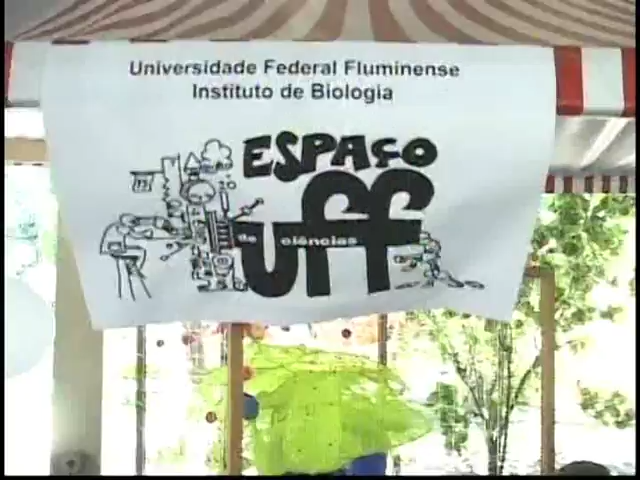 Universidade Federal Fluminense
Instituto de Biologia
ESPAÇO
de ciências
uff